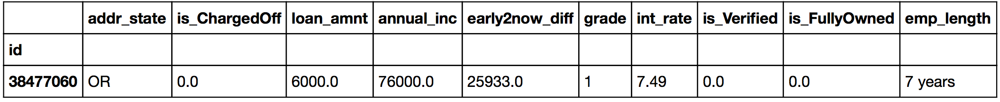 addr_state is_ChargedOff loan_amnt annual_inc early2now_diff grade int_rate is_Verified is_FullyOwned emp_length
id
38477060 OR 0.0 6000.0 76000.0 25933.0 1 7.49 0.0 0.0 7 years